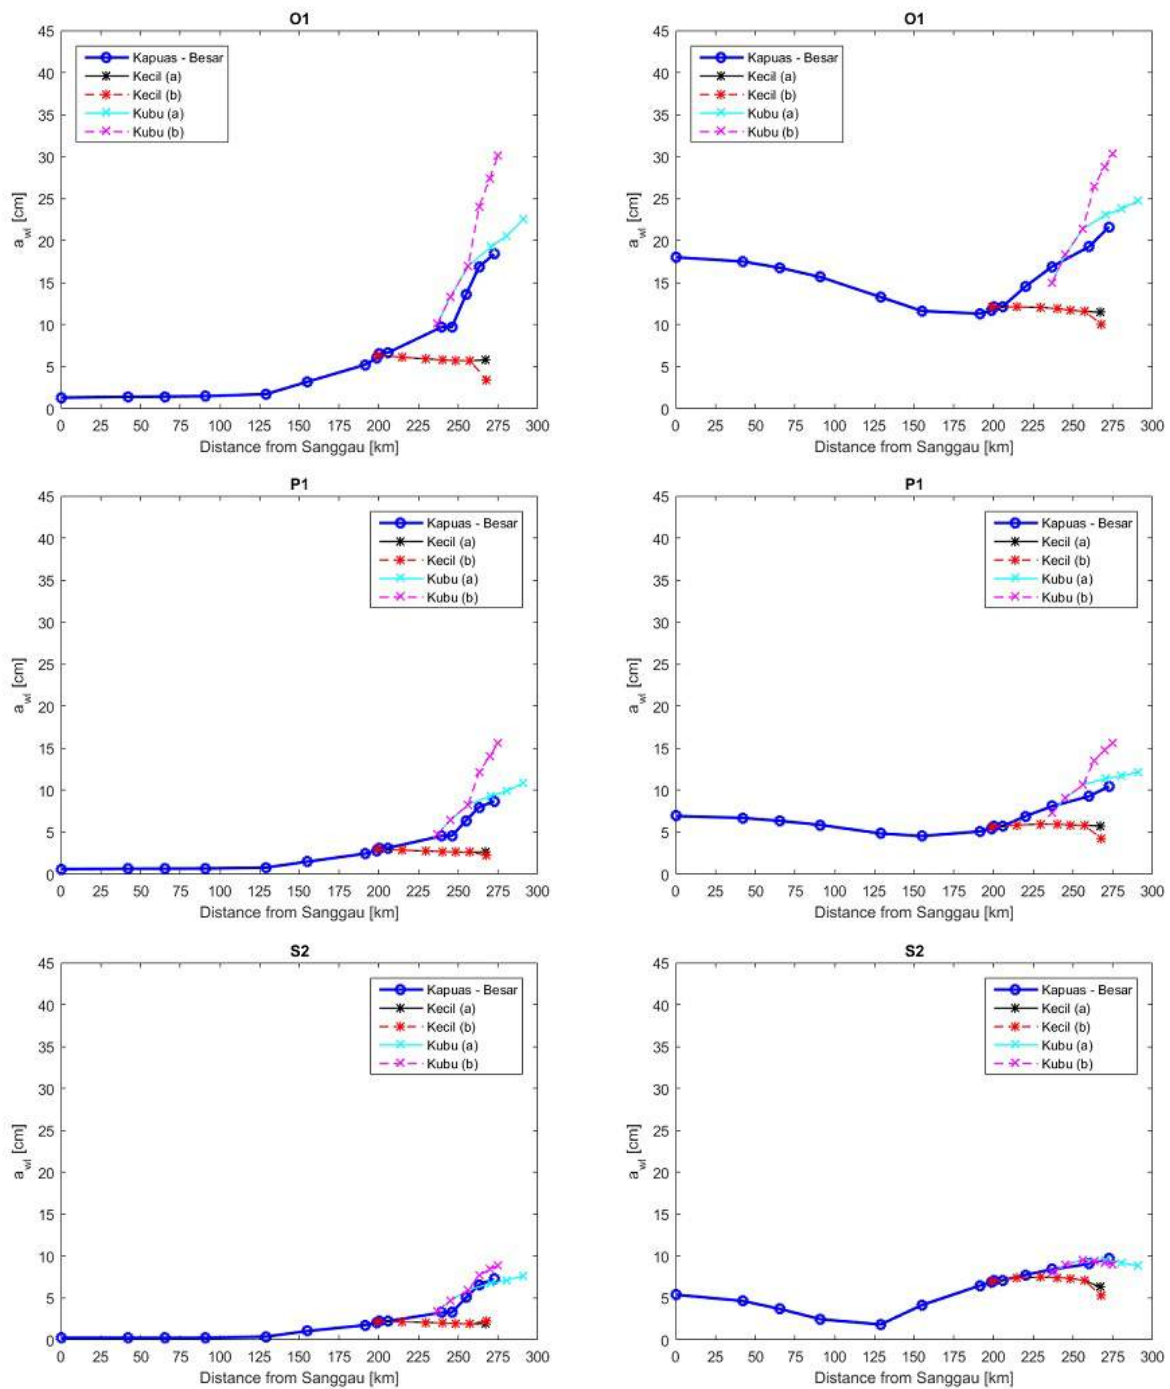 O1
45
40
35
30
25
20
15
10
5
0
a_wl [cm]
Kapuas - Besar
Kecil (a)
Kecil (b)
Kubu (a)
Kubu (b)
0 25 50 75 100 125 150 175 200 225 250 275 300
Distance from Sanggau [km]
O1
45
40
35
30
25
20
15
10
5
0
a_wl [cm]
Kapuas - Besar
Kecil (a)
Kecil (b)
Kubu (a)
Kubu (b)
0 25 50 75 100 125 150 175 200 225 250 275 300
Distance from Sanggau [km]
P1
45
40
35
30
25
20
15
10
5
0
a_wl [cm]
Kapuas - Besar
Kecil (a)
Kecil (b)
Kubu (a)
Kubu (b)
0 25 50 75 100 125 150 175 200 225 250 275 300
Distance from Sanggau [km]
P1
45
40
35
30
25
20
15
10
5
0
a_wl [cm]
Kapuas - Besar
Kecil (a)
Kecil (b)
Kubu (a)
Kubu (b)
0 25 50 75 100 125 150 175 200 225 250 275 300
Distance from Sanggau [km]
S2
45
40
35
30
25
20
15
10
5
0
a_wl [cm]
Kapuas - Besar
Kecil (a)
Kecil (b)
Kubu (a)
Kubu (b)
0 25 50 75 100 125 150 175 200 225 250 275 300
Distance from Sanggau [km]
S2
45
40
35
30
25
20
15
10
5
0
a_wl [cm]
Kapuas - Besar
Kecil (a)
Kecil (b)
Kubu (a)
Kubu (b)
0 25 50 75 100 125 150 175 200 225 250 275 300
Distance from Sanggau [km]